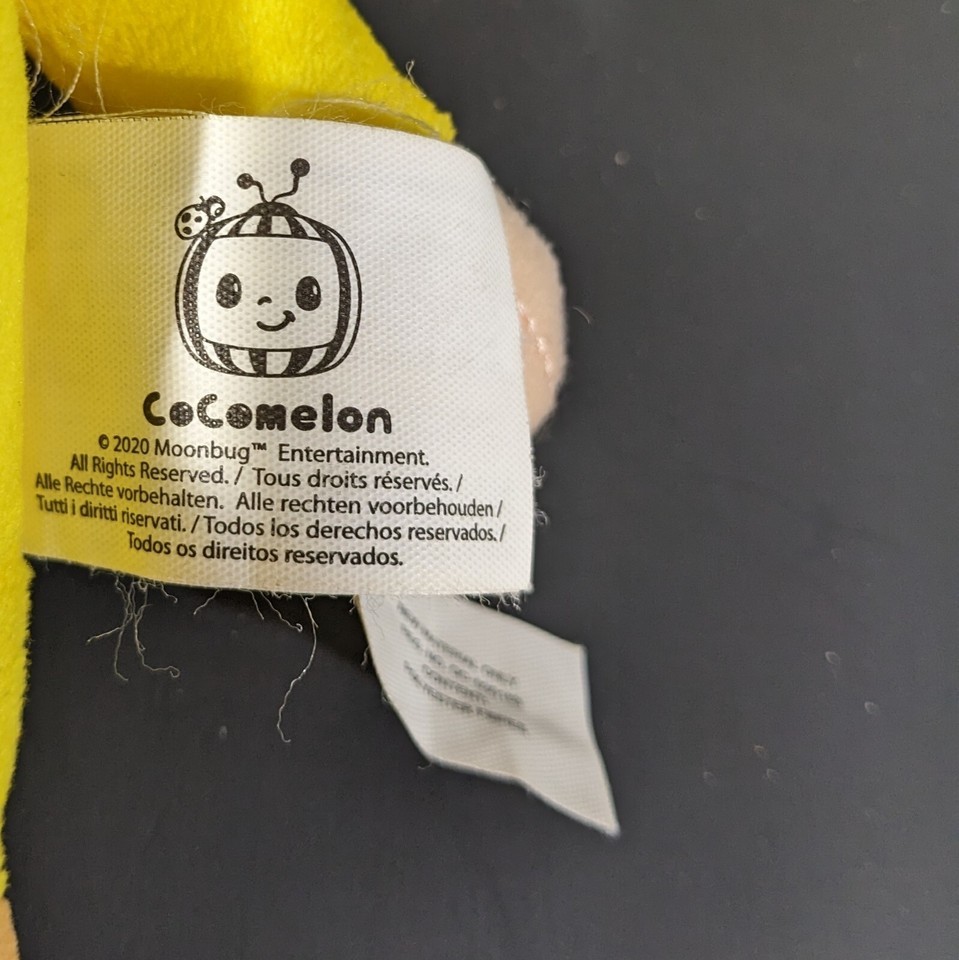 CoComelon
© 2020 Moonbug™ Entertainment.
All Rights Reserved. / Tous droits réservés. /
Alle Rechte vorbehalten. Alle rechten voorbehouden /
Tutti i diritti riservati. / Todos los derechos reservados. /
Todos os direitos reservados.